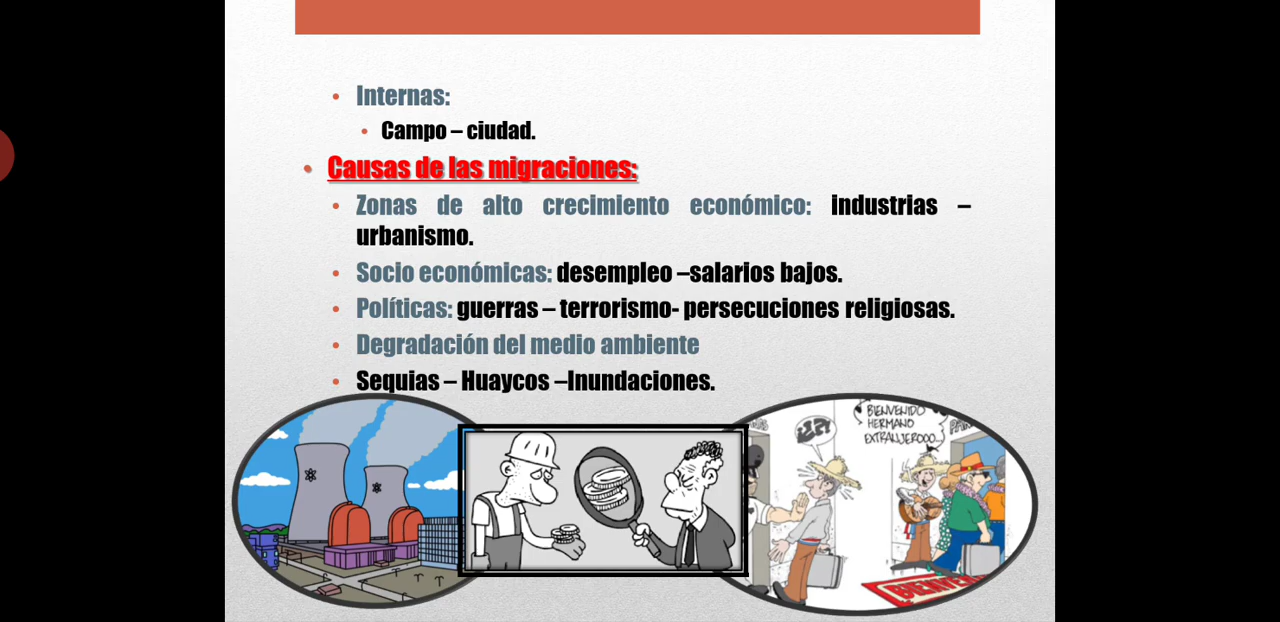 Internas:
Campo – ciudad.
Causas de las migraciones:
Zonas de alto crecimiento económico: industrias –
urbanismo.
Socio económicas: desempleo –salarios bajos.
Políticas: guerras – terrorismo- persecuciones religiosas.
Degradación del medio ambiente
Sequias – Huaycos –Inundaciones.
BIENVENIDO
HERMANO
EXTRANJEROOO...
¿¡?!